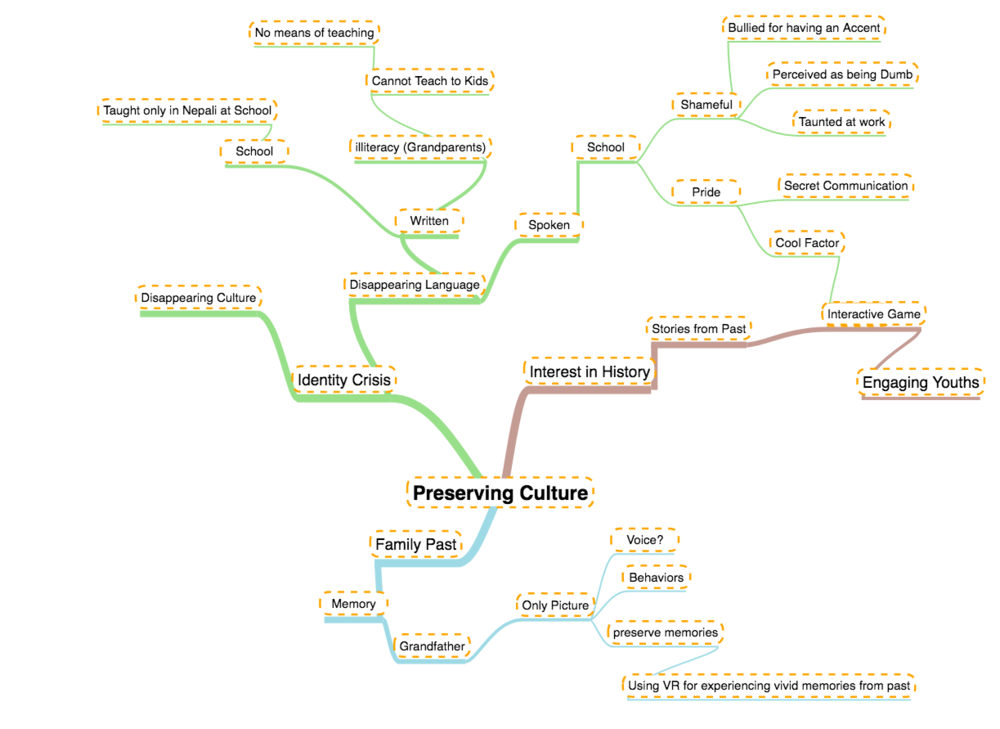 No means of teaching
Bullied for having an Accent
Cannot Teach to Kids
Perceived as being Dumb
Taught only in Nepali at School
Shameful
Taunted at work
School
illiteracy (Grandparents)
School
Pride
Secret Communication
Written
Spoken
Cool Factor
Disappearing Language
Disappearing Culture
Interactive Game
Stories from Past
Identity Crisis
Interest in History
Engaging Youths
Preserving Culture
Family Past
Voice?
Behaviors
Memory
Only Picture
preserve memories
Grandfather
Using VR for experiencing vivid memories from past